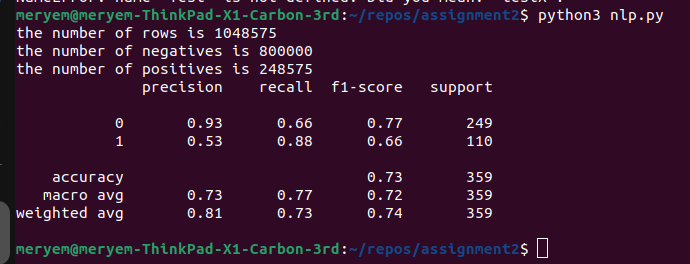 NameError: name 'Test' is not defined. Did you mean: 'testX'?
meryem@meryem-ThinkPad-X1-Carbon-3rd:~/repos/assignment2$ python3 nlp.py
the number of rows is 1048575
the number of negatives is 800000
the number of positives is 248575
precision recall f1-score support
0 0.93 0.66 0.77 249
1 0.53 0.88 0.66 110
accuracy 0.73 359
macro avg 0.73 0.77 0.72 359
weighted avg 0.81 0.73 0.74 359
meryem@meryem-ThinkPad-X1-Carbon-3rd:~/repos/assignment2$